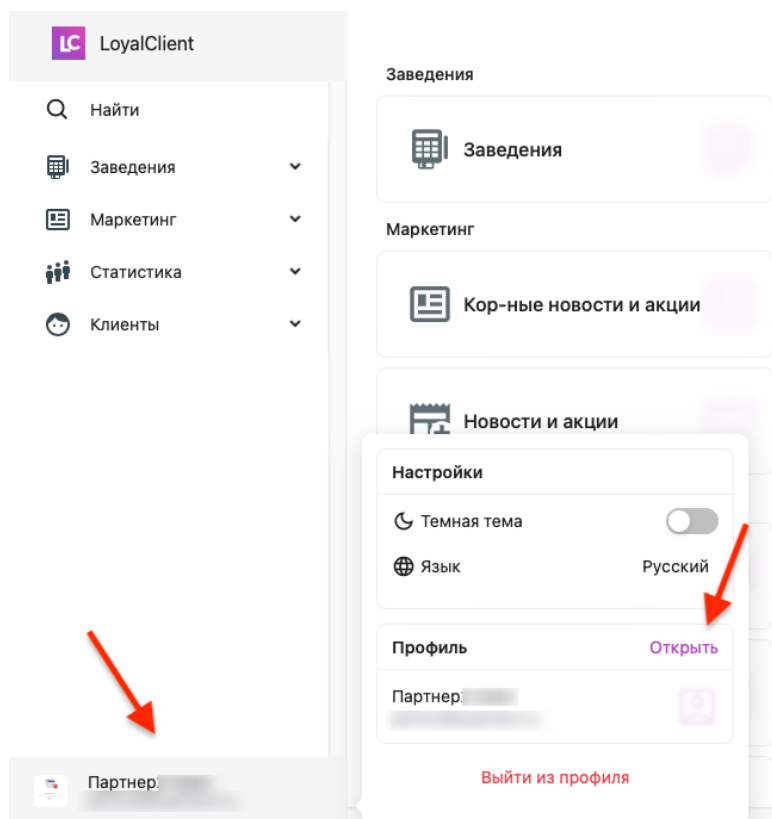 LC LoyalClient
Найти
Заведения
Маркетинг
Статистика
Клиенты
Партнер:
Заведения
Заведения
Маркетинг
Кор-ные новости и акции
Новости и акции
Настройки
Темная тема
Язык Русский
Профиль Открыть
Партнер:
Выйти из профиля